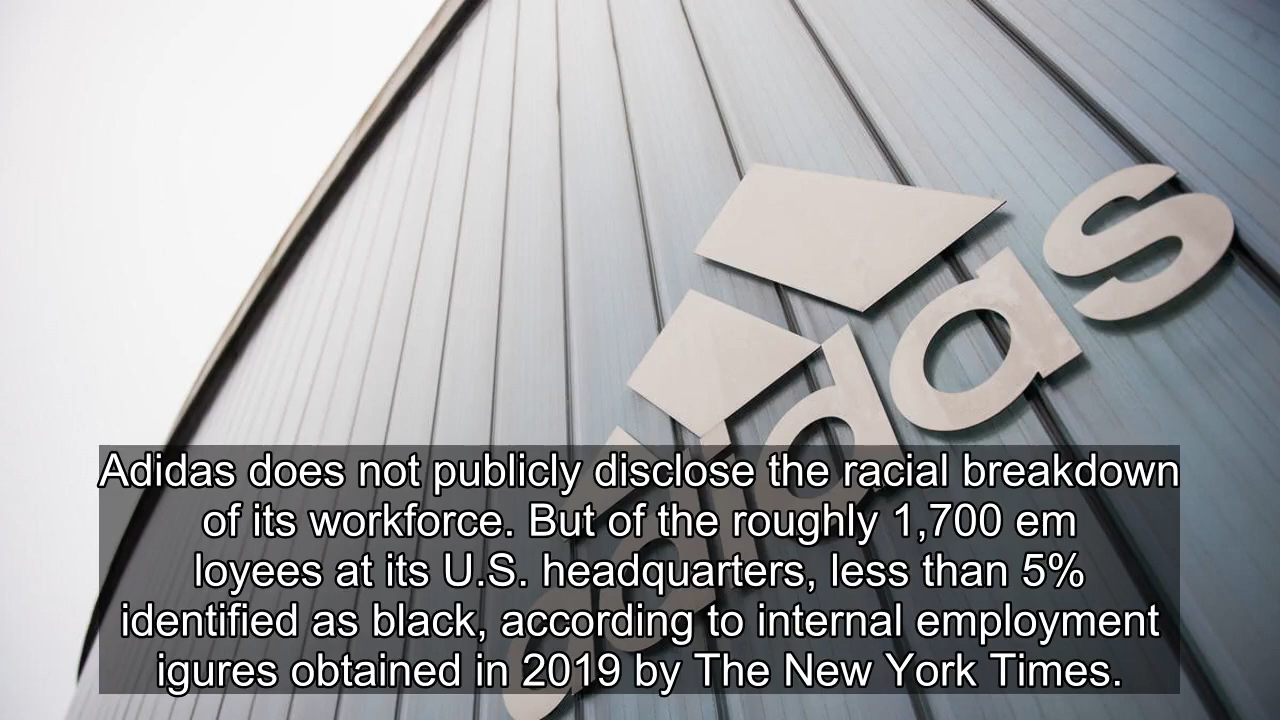 adidas
Adidas does not publicly disclose the racial breakdown
of its workforce. But of the roughly 1,700 em
loyees at its U.S. headquarters, less than 5%
identified as black, according to internal employment
igures obtained in 2019 by The New York Times.